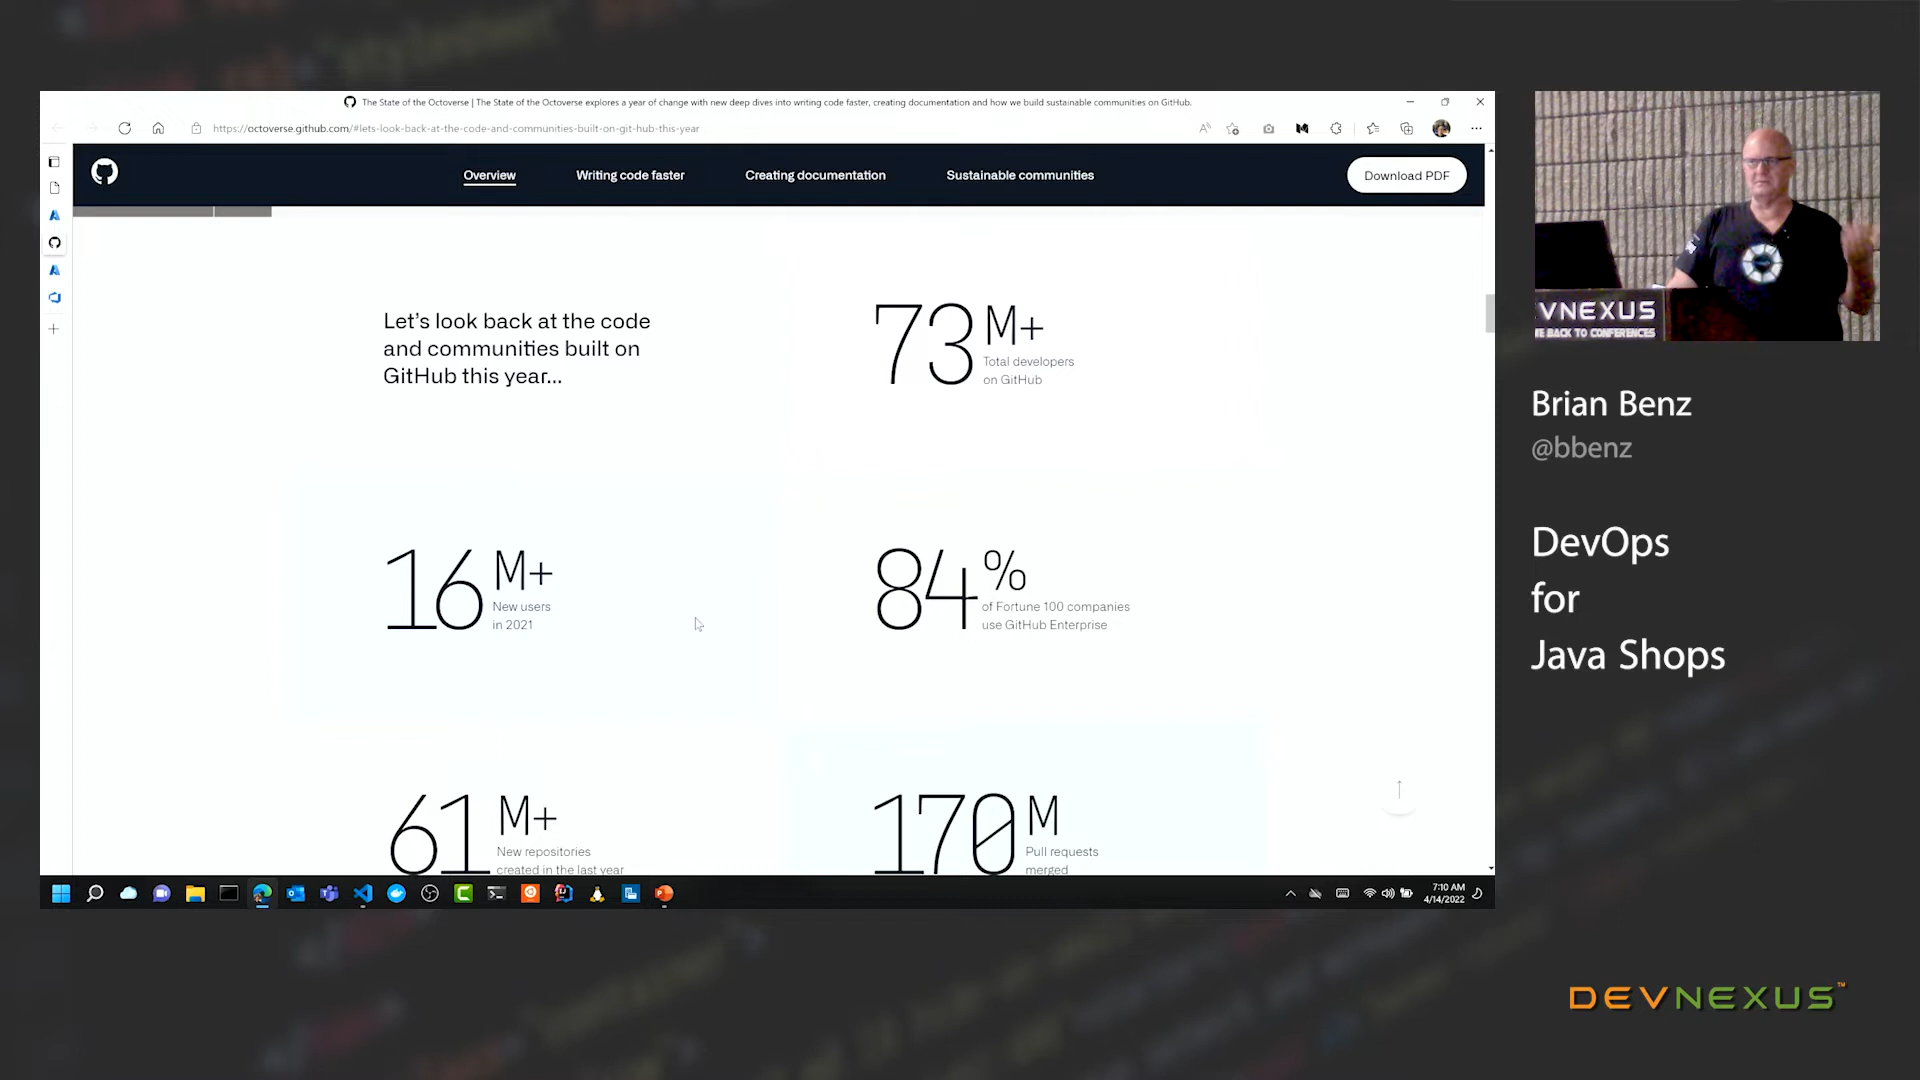 The State of the Octoverse | The State of the Octoverse explores a year of change with new deep dives into writing code faster, creating documentation and how we build sustainable communities on GitHub.
https://octoverse.github.com/#lets-look-back-at-the-code-and-communities-built-on-git-hub-this-year
Overview
Writing code faster
Creating documentation
Sustainable communities
Download PDF
Let’s look back at the code
and communities built on
GitHub this year...
73 M+
Total developers
on GitHub
16 M+
New users
in 2021
84 %
of Fortune 100 companies
use GitHub Enterprise
61 M+
New repositories
created in the last year
170 M
Pull requests
merged
7:10 AM
4/14/2022
VNEXUS
E BACK TO CONFERENCES
Brian Benz
@bbenz
DevOps
for
Java Shops
DEVNEXUS™